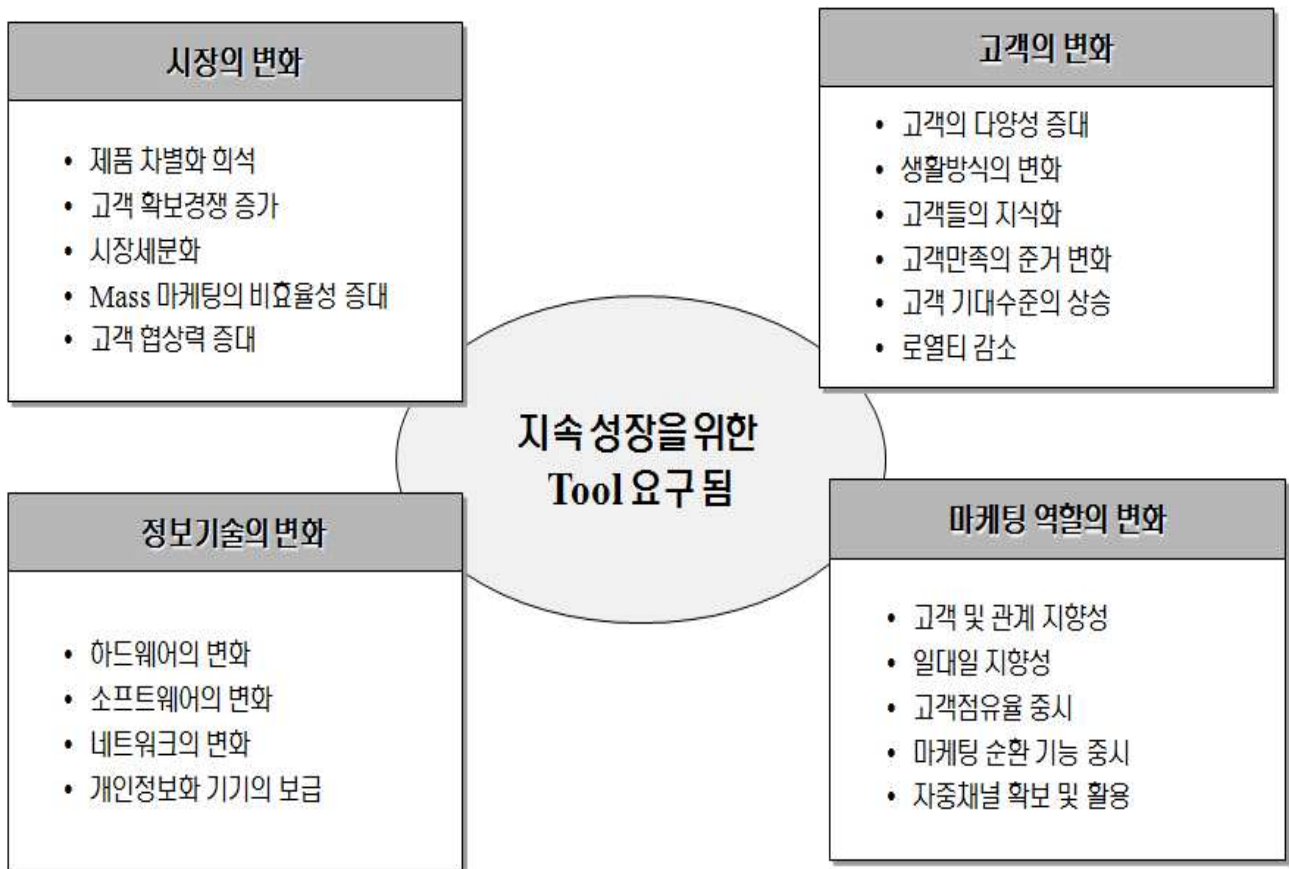 시장의 변화
• 제품 차별화 희석
• 고객 확보경쟁 증가
• 시장세분화
• Mass 마케팅의 비효율성 증대
• 고객 협상력 증대
고객의 변화
• 고객의 다양성 증대
• 생활방식의 변화
• 고객들의 지식화
• 고객만족의 준거 변화
• 고객 기대수준의 상승
• 로열티 감소
지속 성장을 위한
Tool 요구 됨
정보기술의 변화
• 하드웨어의 변화
• 소프트웨어의 변화
• 네트워크의 변화
• 개인정보화 기기의 보급
마케팅 역할의 변화
• 고객 및 관계 지향성
• 일대일 지향성
• 고객점유율 중시
• 마케팅 순환 기능 중시
• 자중채널 확보 및 활용